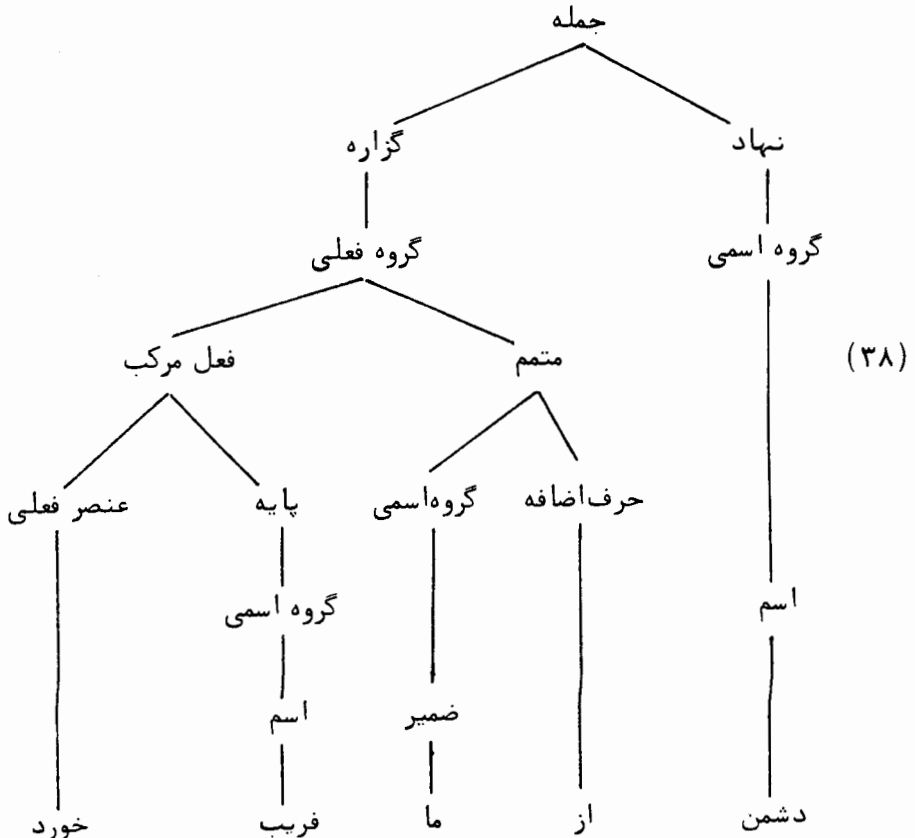 جمله
نهاد گزاره
گروه اسمی گروه فعلی
(۳۸)
متمم فعل مرکب
حرف‌اضافه گروه‌اسمی پایه عنصر فعلی
اسم گروه اسمی
ضمیر اسم
دشمن از ما فریب خورد